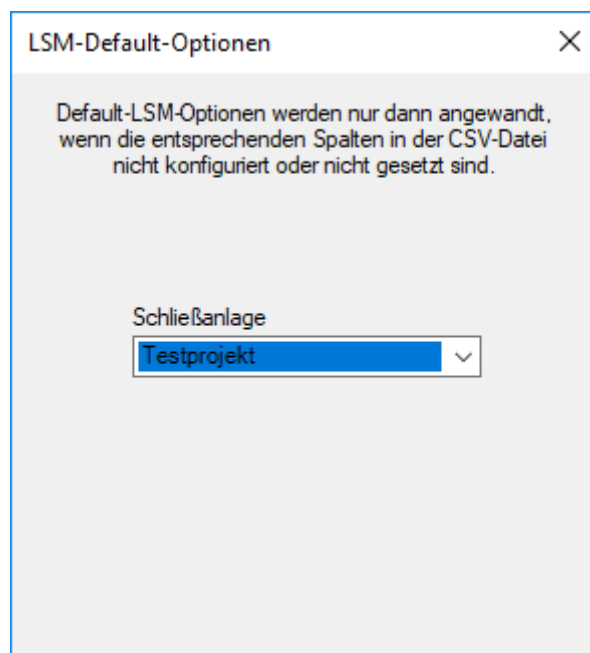 LSM-Default-Optionen
Default-LSM-Optionen werden nur dann angewandt,
wenn die entsprechenden Spalten in der CSV-Datei
nicht konfiguriert oder nicht gesetzt sind.
Schließanlage
Testprojekt